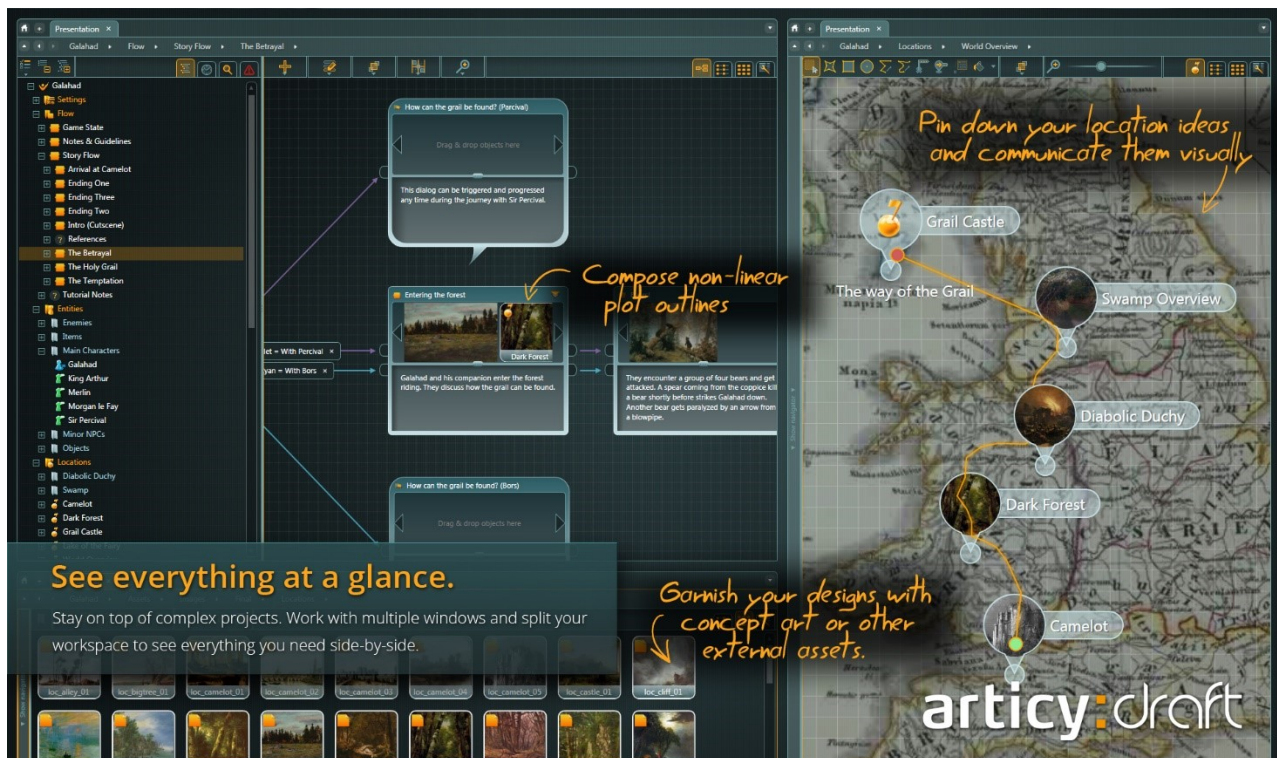 Presentation ×
Galahad Flow Story Flow The Betrayal
Galahad
Settings
Flow
Game State
Notes & Guidelines
Story Flow
Arrival at Camelot
Ending One
Ending Three
Ending Two
Intro (Cutscene)
References
The Betrayal
The Holy Grail
The Temptation
Tutorial Notes
Entities
Enemies
Items
Main Characters
Galahad
King Arthur
Merlin
Morgan le Fay
Sir Percival
Minor NPCs
Objects
Locations
Diabolic Duchy
Swamp
Camelot
Dark Forest
Grail Castle
How can the grail be found? (Parcival)
Drag & drop objects here
This dialog can be triggered and progressed
any time during the journey with Sir Percival.
Compose non-linear
plot outlines
Entering the forest
Dark Forest
= With Percival ×
= With Bors ×
Galahad and his companion enter the forest
riding. They discuss how the grail can be found.
They encounter a group of four bears and get
attacked. A spear coming from the coppice kill
a bear shortly before strikes Galahad down.
Another bear gets paralyzed by an arrow from
a blowpipe.
How can the grail be found? (Bors)
Drag & drop objects here
See everything at a glance.
Stay on top of complex projects. Work with multiple windows and split your
workspace to see everything you need side-by-side.
Garnish your designs with
concept art or other
external assets.
loc_alley_01 loc_bigtree_01 loc_camelot_01 loc_camelot_02 loc_camelot_03 loc_camelot_04 loc_camelot_05 loc_castle_01 loc_cliff_01
Presentation ×
Galahad Locations World Overview
Show navigator
Pin down your location ideas
and communicate them visually
Grail Castle
The way of the Grail
Swamp Overview
Diabolic Duchy
Dark Forest
Camelot
articy:draft